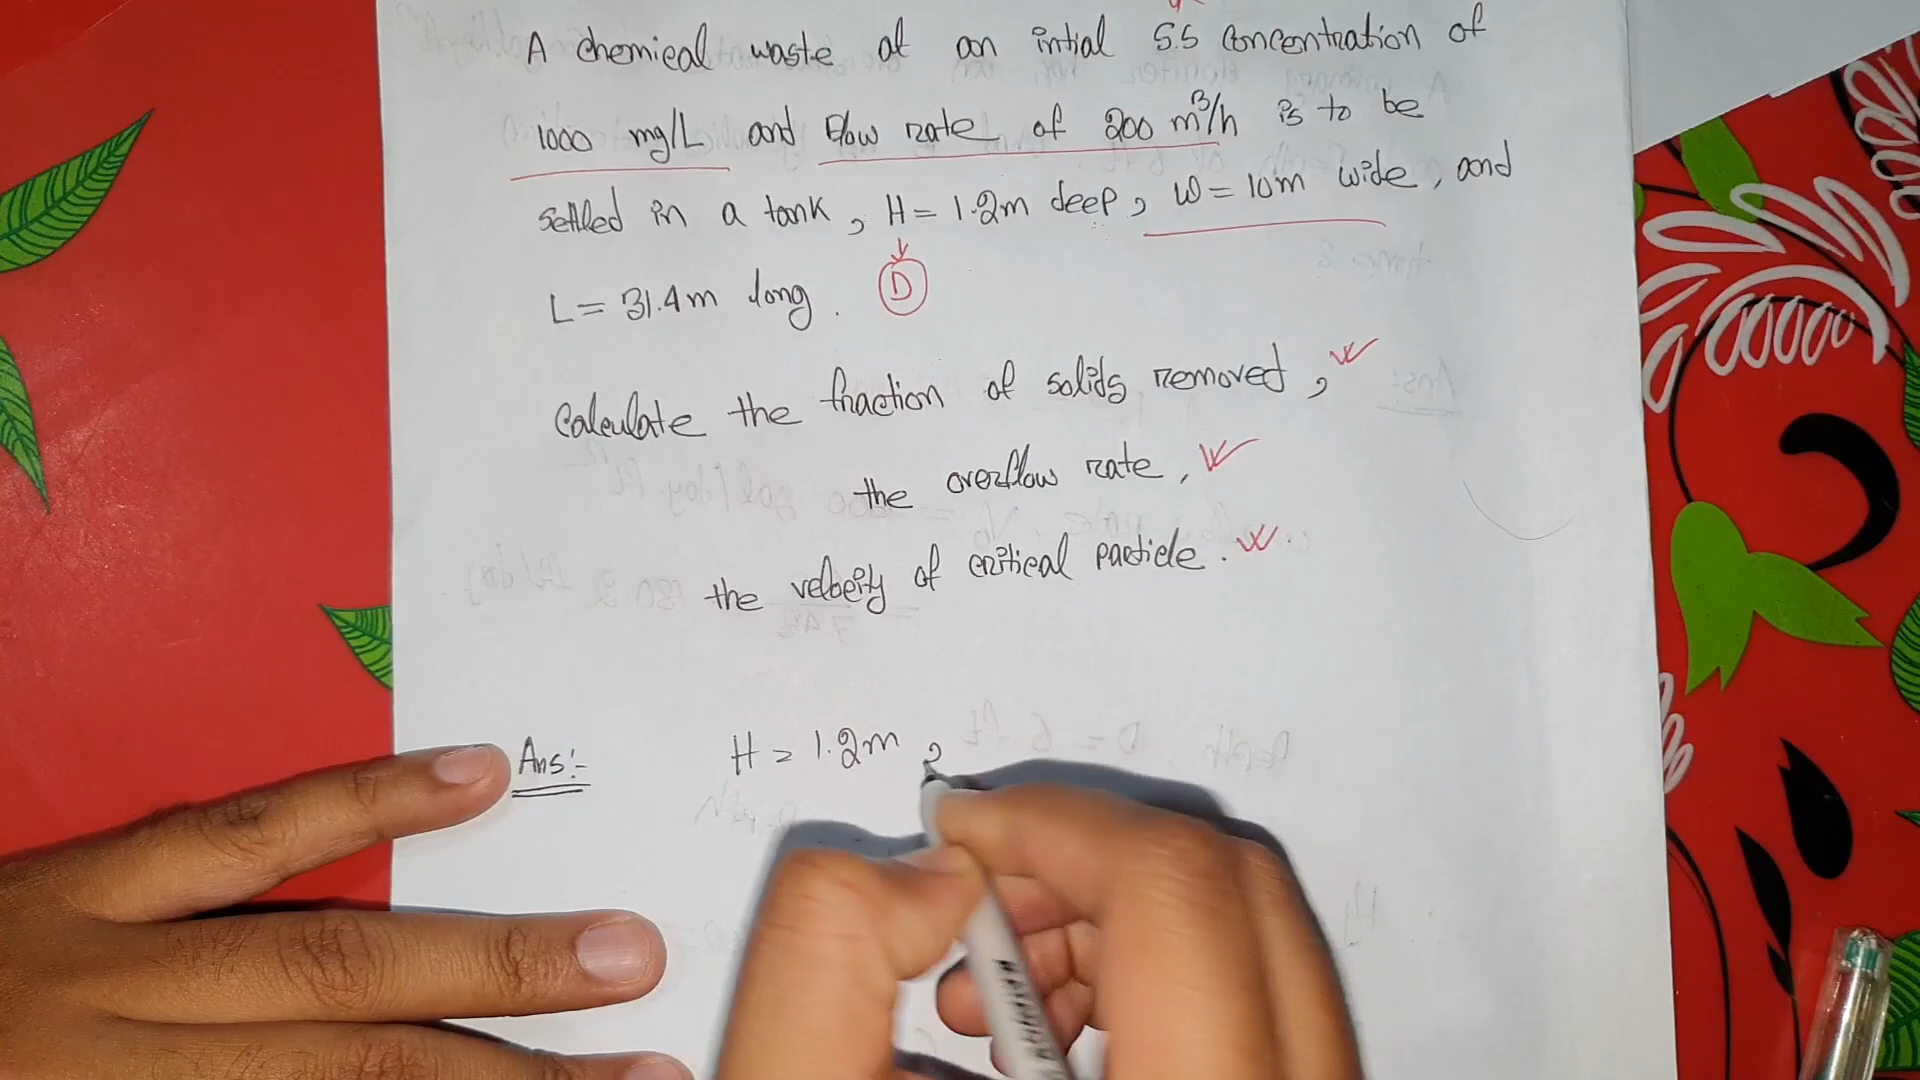 A chemical waste at an intial S.S concentration of
1000 mg/L and Flow rate of 200 m³/h is to be
settled in a tank, H = 1.2m deep, W = 10m wide, and
L = 31.4m long. D
Calculate the fraction of solids removed,
the overflow rate,
the velocity of critical particle.
Ans:-
H = 1.2m,